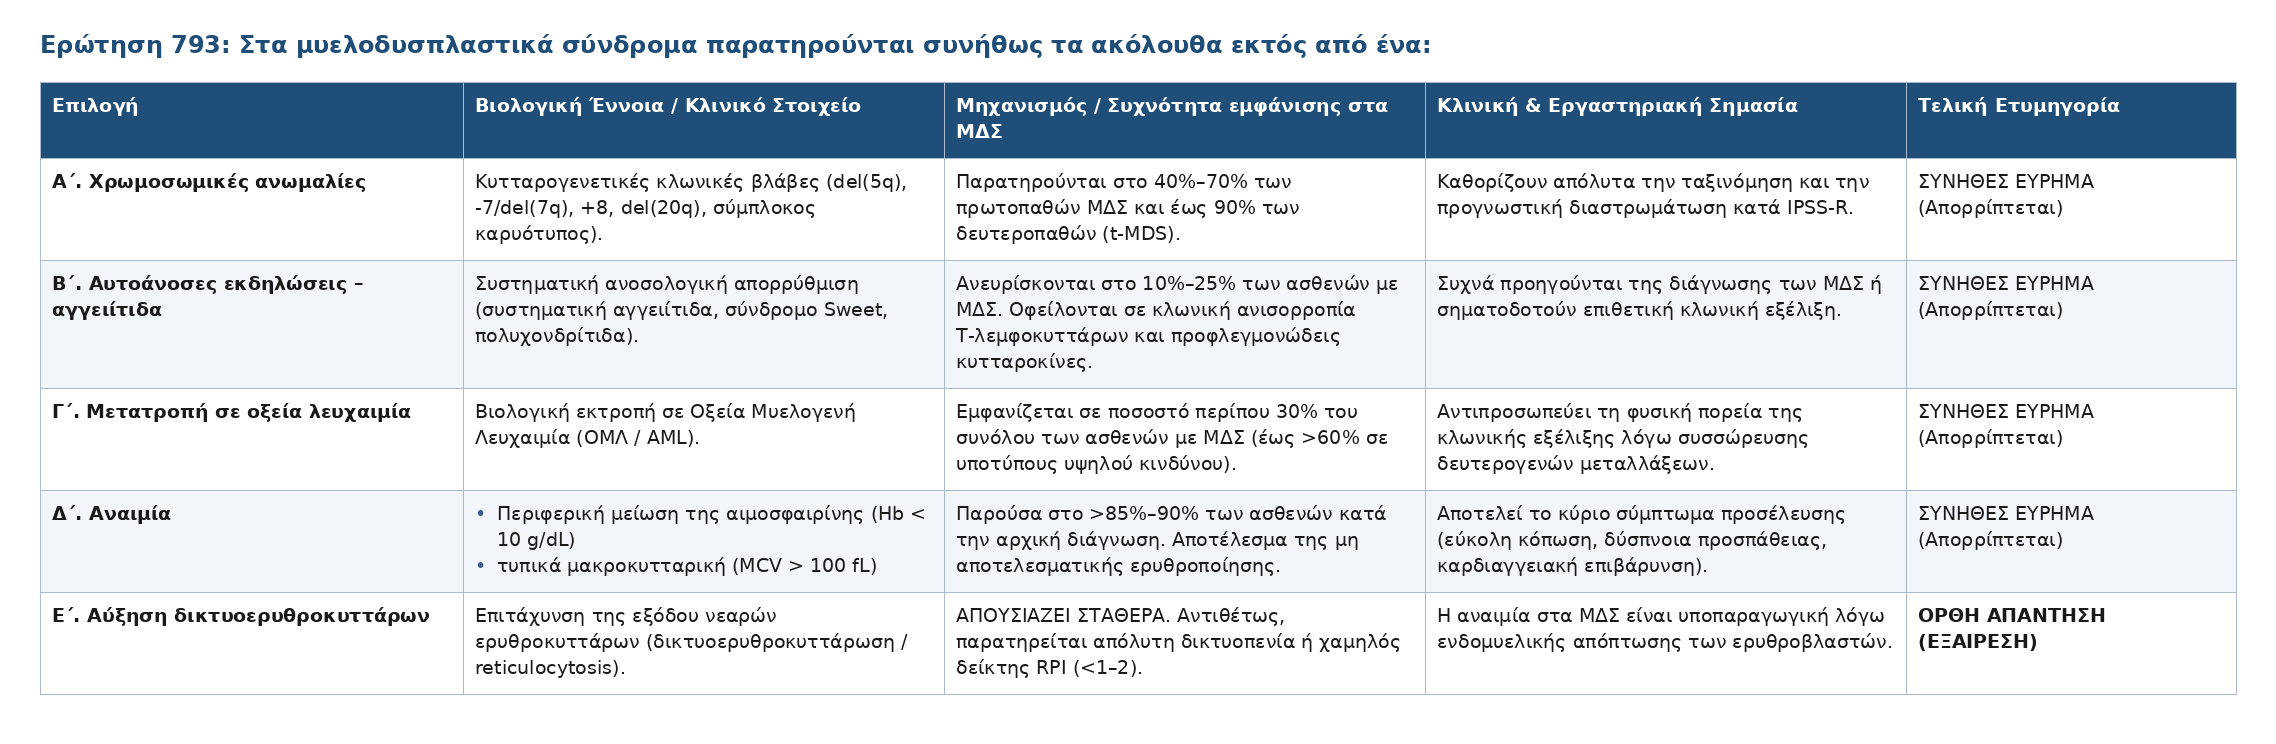 Ερώτηση 793: Στα μυελοδυσπλαστικά σύνδρομα παρατηρούνται συνήθως τα ακόλουθα εκτός από ένα:
Επιλογή
Βιολογική Έννοια / Κλινικό Στοιχείο
Μηχανισμός / Συχνότητα εμφάνισης στα
ΜΔΣ
Κλινική & Εργαστηριακή Σημασία
Τελική Ετυμηγορία
Α΄. Χρωμοσωμικές ανωμαλίες
Κυτταρογενετικές κλωνικές βλάβες (del(5q),
-7/del(7q), +8, del(20q), σύμπλοκος
καρυότυπος).
Παρατηρούνται στο 40%–70% των
πρωτοπαθών ΜΔΣ και έως 90% των
δευτεροπαθών (t-MDS).
Καθορίζουν απόλυτα την ταξινόμηση και την
προγνωστική διαστρωμάτωση κατά IPSS-R.
ΣΥΝΗΘΕΣ ΕΥΡΗΜΑ
(Απορρίπτεται)
Β΄. Αυτοάνοσες εκδηλώσεις –
αγγειίτιδα
Συστηματική ανοσολογική απορρύθμιση
(συστηματική αγγειίτιδα, σύνδρομο Sweet,
πολυχονδρίτιδα).
Ανευρίσκονται στο 10%–25% των ασθενών με
ΜΔΣ. Οφείλονται σε κλωνική ανισορροπία
Τ-λεμφοκυττάρων και προφλεγμονώδεις
κυτταροκίνες.
Συχνά προηγούνται της διάγνωσης των ΜΔΣ ή
σηματοδοτούν επιθετική κλωνική εξέλιξη.
ΣΥΝΗΘΕΣ ΕΥΡΗΜΑ
(Απορρίπτεται)
Γ΄. Μετατροπή σε οξεία λευχαιμία
Βιολογική εκτροπή σε Οξεία Μυελογενή
Λευχαιμία (ΟΜΛ / AML).
Εμφανίζεται σε ποσοστό περίπου 30% του
συνόλου των ασθενών με ΜΔΣ (έως >60% σε
υποτύπους υψηλού κινδύνου).
Αντιπροσωπεύει τη φυσική πορεία της
κλωνικής εξέλιξης λόγω συσσώρευσης
δευτερογενών μεταλλάξεων.
ΣΥΝΗΘΕΣ ΕΥΡΗΜΑ
(Απορρίπτεται)
Δ΄. Αναιμία
• Περιφερική μείωση της αιμοσφαιρίνης (Hb <
10 g/dL)
• τυπικά μακροκυτταρική (MCV > 100 fL)
Παρούσα στο >85%–90% των ασθενών κατά
την αρχική διάγνωση. Αποτέλεσμα της μη
αποτελεσματικής ερυθροποίησης.
Αποτελεί το κύριο σύμπτωμα προσέλευσης
(εύκολη κόπωση, δύσπνοια προσπάθειας,
καρδιαγγειακή επιβάρυνση).
ΣΥΝΗΘΕΣ ΕΥΡΗΜΑ
(Απορρίπτεται)
Ε΄. Αύξηση δικτυοερυθροκυττάρων
Επιτάχυνση της εξόδου νεαρών
ερυθροκυττάρων (δικτυοερυθροκυττάρωση /
reticulocytosis).
ΑΠΟΥΣΙΑΖΕΙ ΣΤΑΘΕΡΑ. Αντιθέτως,
παρατηρείται απόλυτη δικτυοπενία ή χαμηλός
δείκτης RPI (<1–2).
Η αναιμία στα ΜΔΣ είναι υποπαραγωγική λόγω
ενδομυελικής απόπτωσης των ερυθροβλαστών.
ΟΡΘΗ ΑΠΑΝΤΗΣΗ
(ΕΞΑΙΡΕΣΗ)